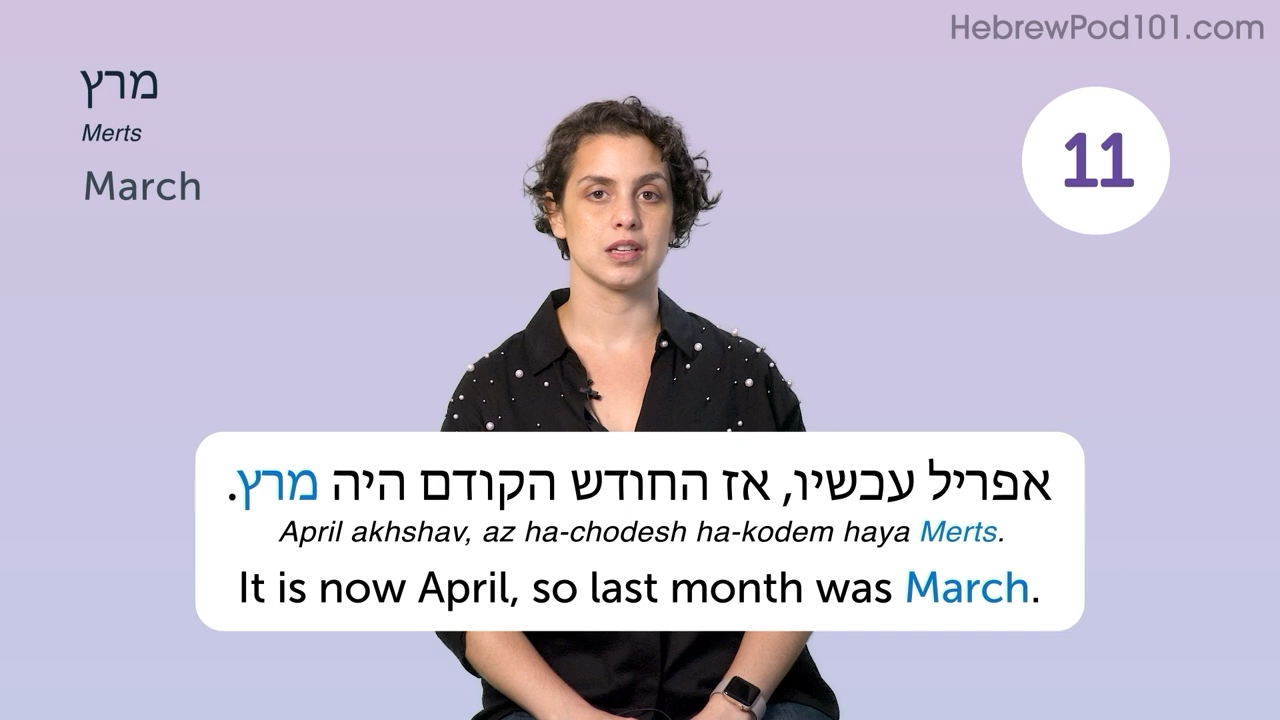 HebrewPod101.com
מרץ
Merts
March
11
אפריל עכשיו, אז החודש הקודם היה מרץ.
April akhshav, az ha-chodesh ha-kodem haya Merts.
It is now April, so last month was March.